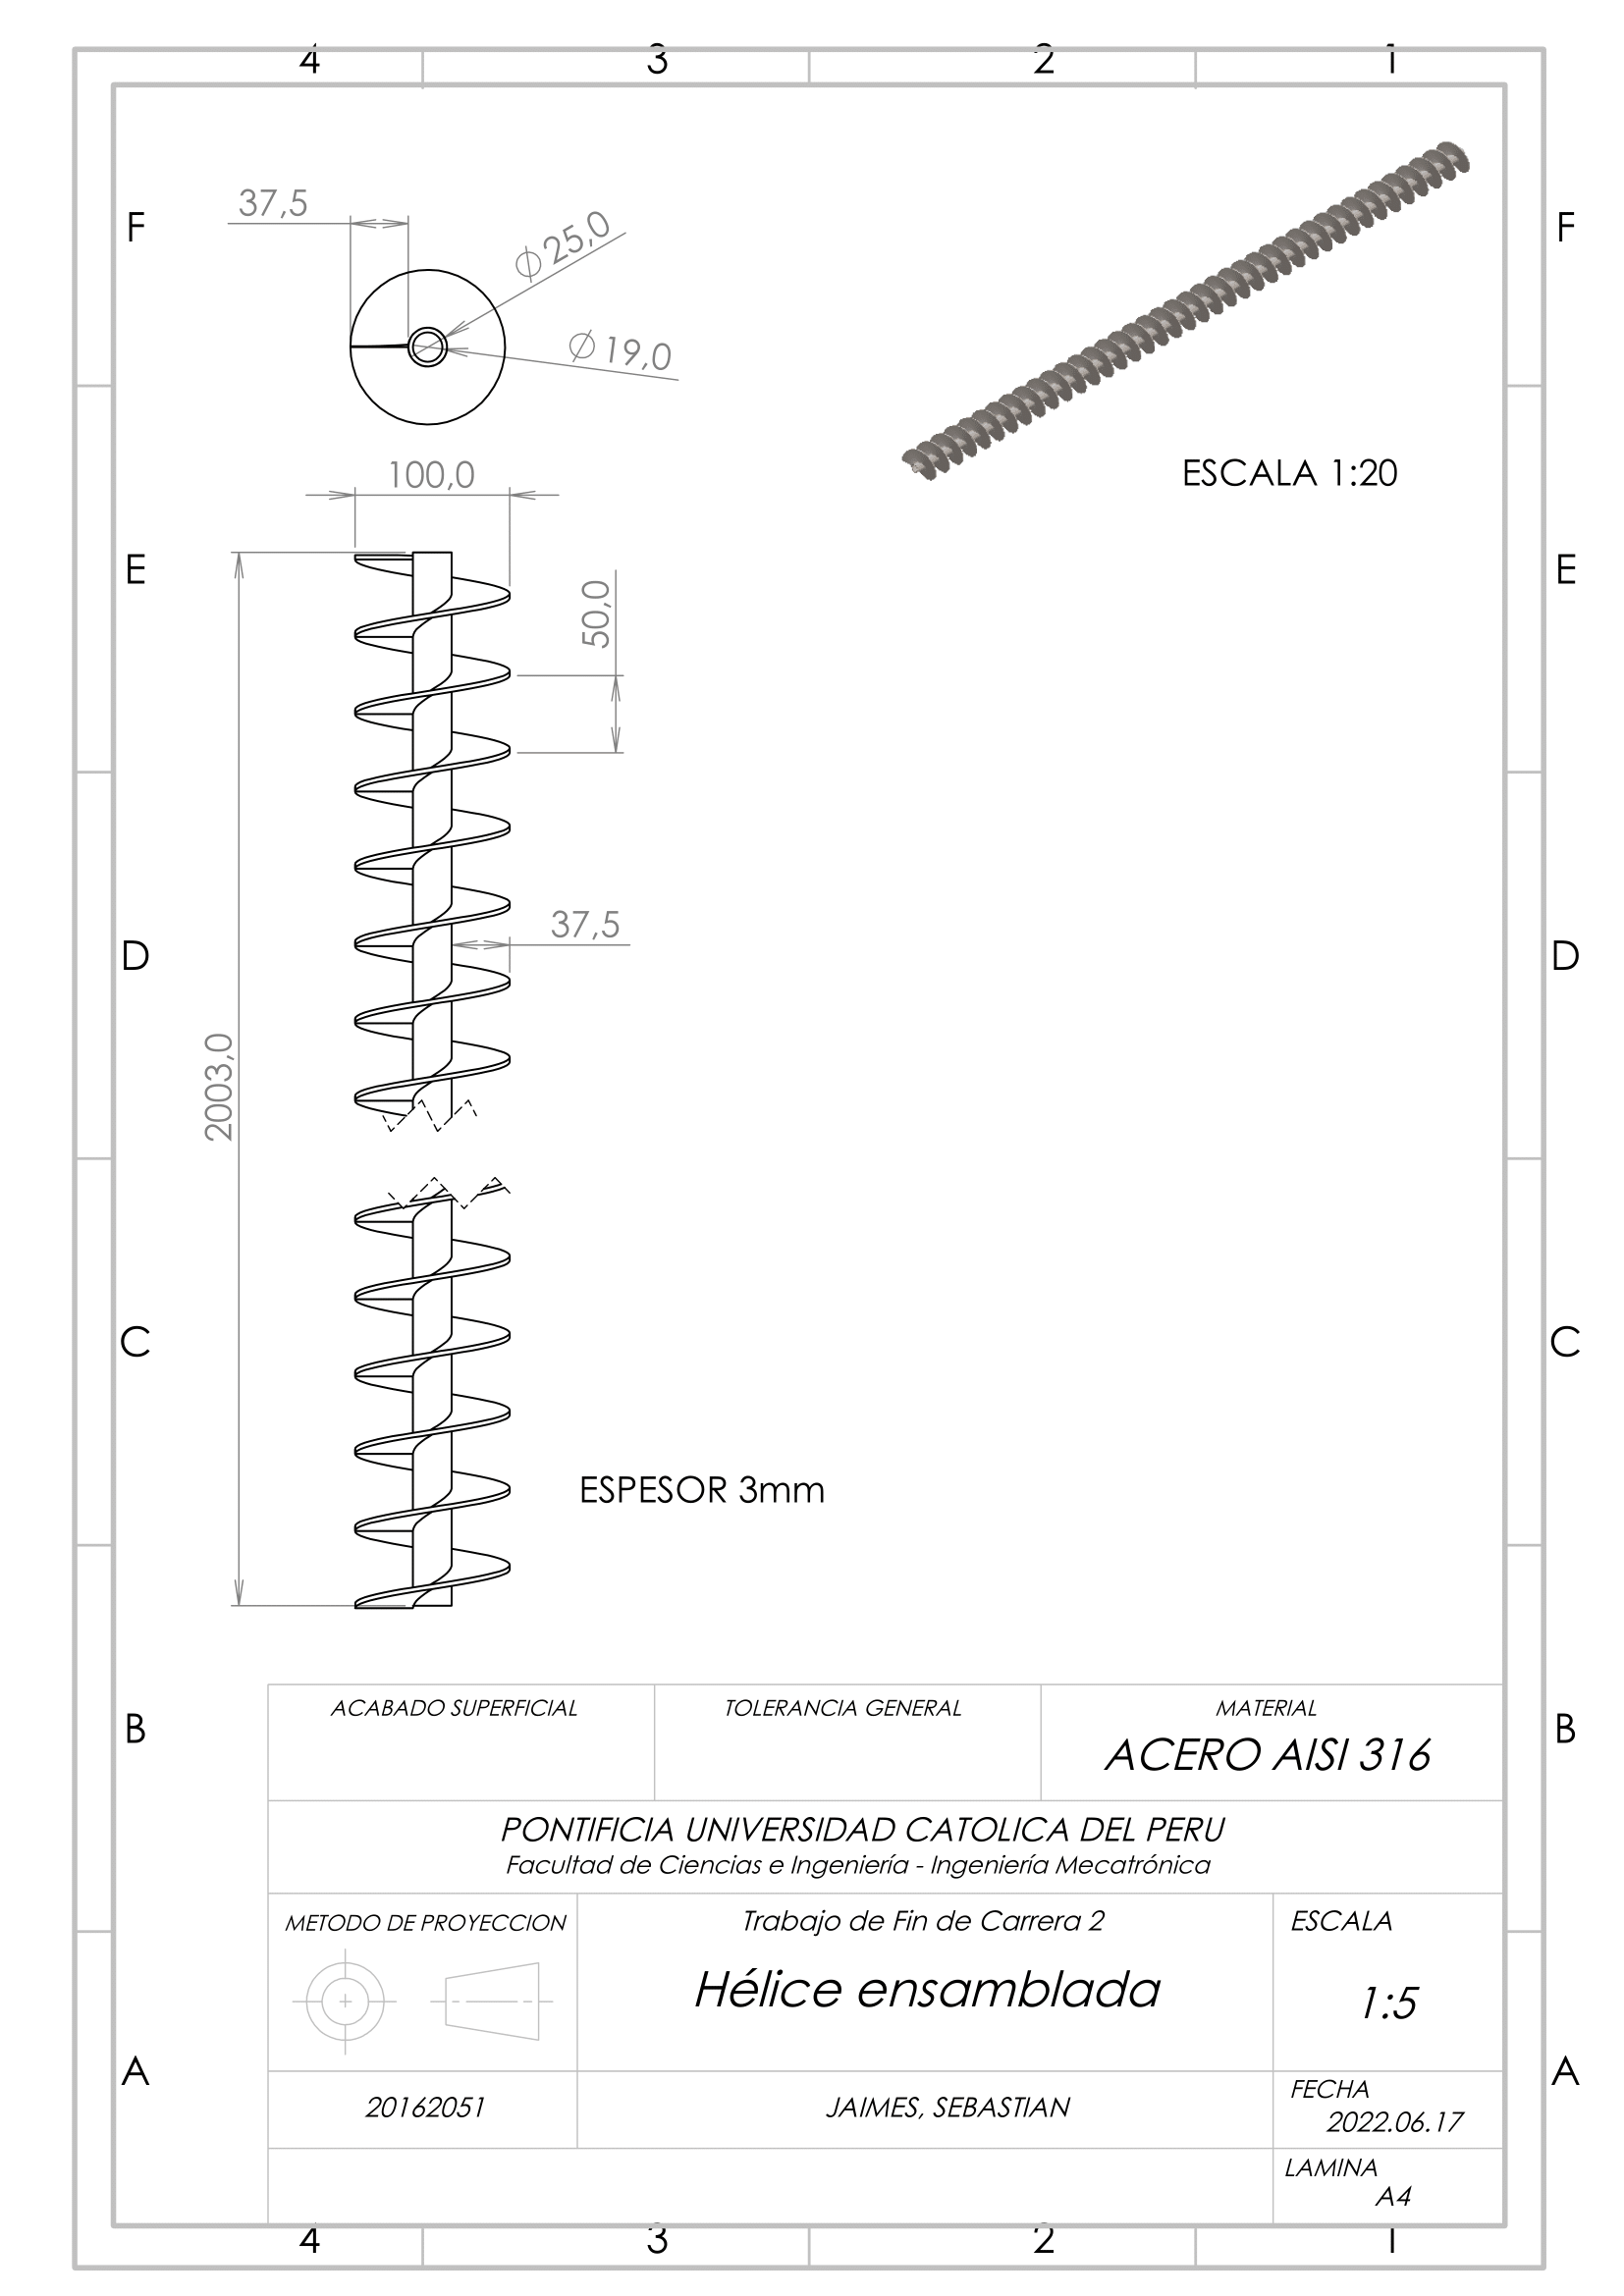 4 3 2 1
F F
37,5
⌀25,0
⌀19,0
ESCALA 1:20
100,0
E E
50,0
37,5
D D
2003,0
C C
ESPESOR 3mm
ACABADO SUPERFICIAL
TOLERANCIA GENERAL
MATERIAL
ACERO AISI 316
B B
PONTIFICIA UNIVERSIDAD CATOLICA DEL PERU
Facultad de Ciencias e Ingeniería - Ingeniería Mecatrónica
METODO DE PROYECCION
Trabajo de Fin de Carrera 2
Hélice ensamblada
ESCALA
1:5
A A
20162051
JAIMES, SEBASTIAN
FECHA
2022.06.17
LAMINA
A4
4 3 2 1